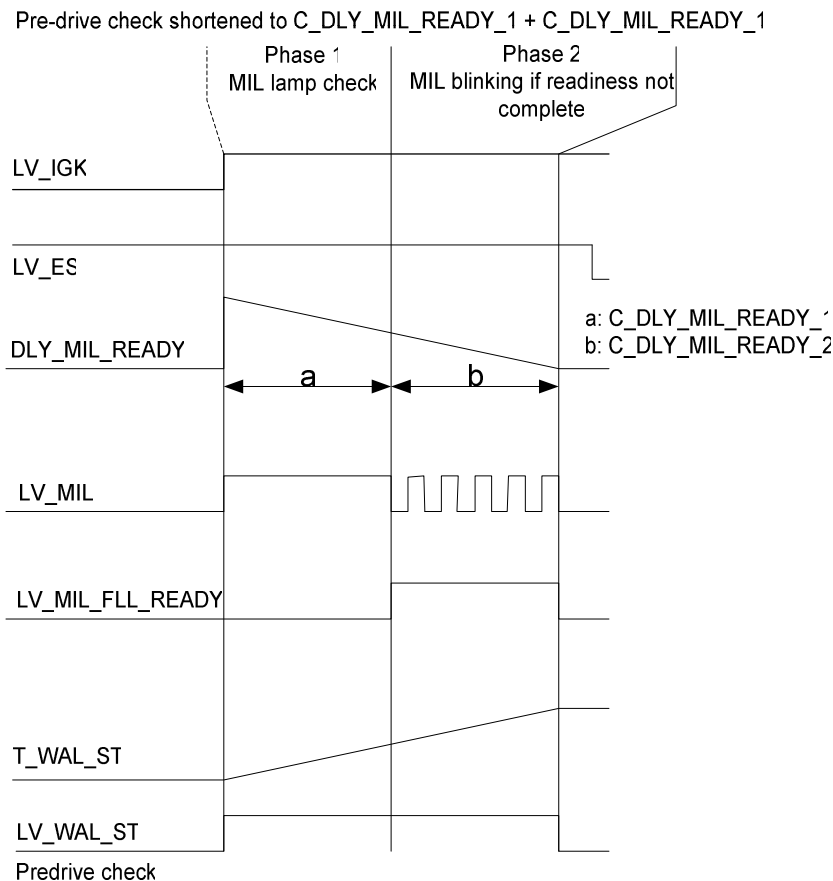 Pre-drive check shortened to C_DLY_MIL_READY_1 + C_DLY_MIL_READY_1
Phase 1
MIL lamp check
Phase 2
MIL blinking if readiness not
complete
LV_IGK
LV_ES
DLY_MIL_READY
a: C_DLY_MIL_READY_1
b: C_DLY_MIL_READY_2
a
b
LV_MIL
LV_MIL_FLL_READY
T_WAL_ST
LV_WAL_ST
Predrive check